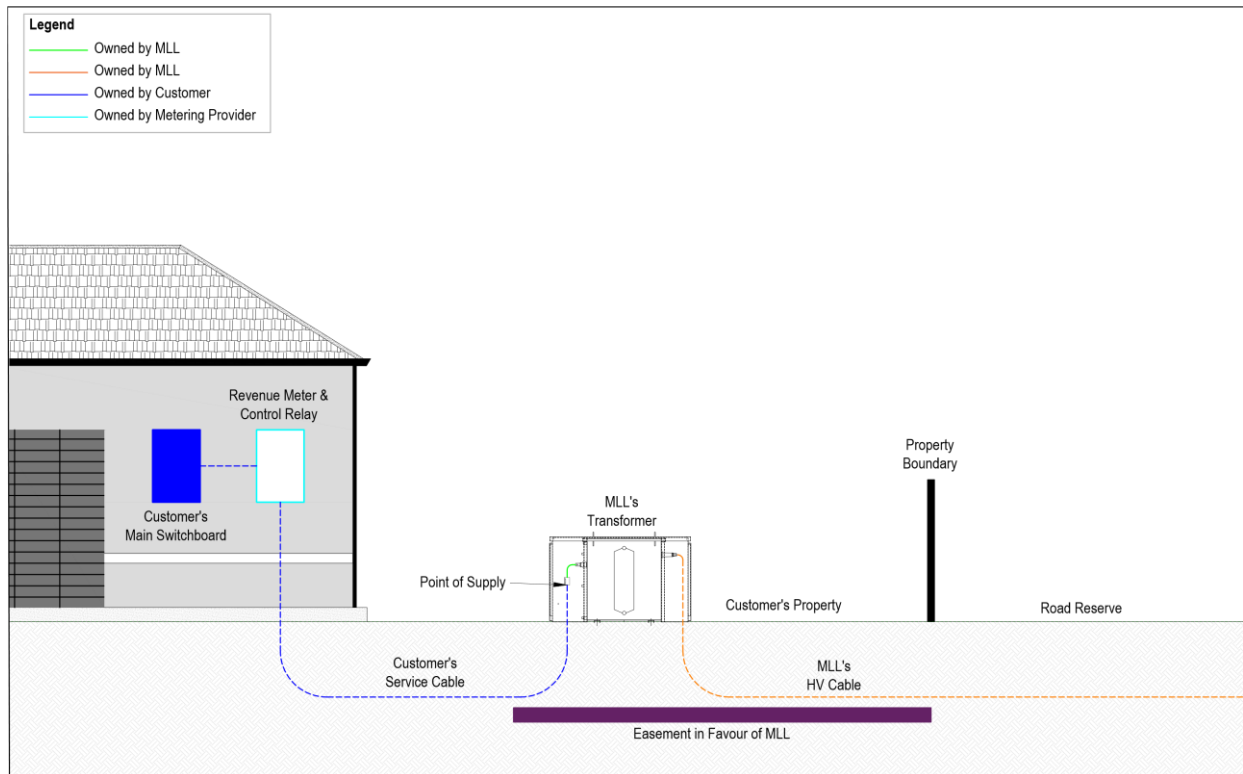 Legend
Owned by MLL
Owned by MLL
Owned by Customer
Owned by Metering Provider
Revenue Meter &
Control Relay
Customer's
Main Switchboard
MLL's
Transformer
Property
Boundary
Point of Supply
Customer's Property
Road Reserve
Customer's
Service Cable
MLL's
HV Cable
Easement in Favour of MLL